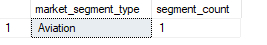 market_segment_type segment_count
1 Aviation 1